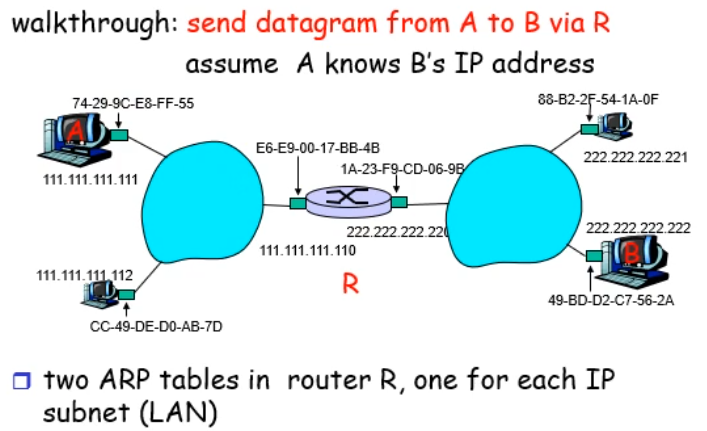 walkthrough: send datagram from A to B via R
assume A knows B's IP address
74-29-9C-E8-FF-55
88-B2-2F-54-1A-0F
A
E6-E9-00-17-BB-4B
222.222.222.221
1A-23-F9-CD-06-9B
111.111.111.111
222.222.222.220
222.222.222.222
111.111.111.110
B
111.111.111.112
R
49-BD-D2-C7-56-2A
CC-49-DE-D0-AB-7D
two ARP tables in router R, one for each IP
subnet (LAN)